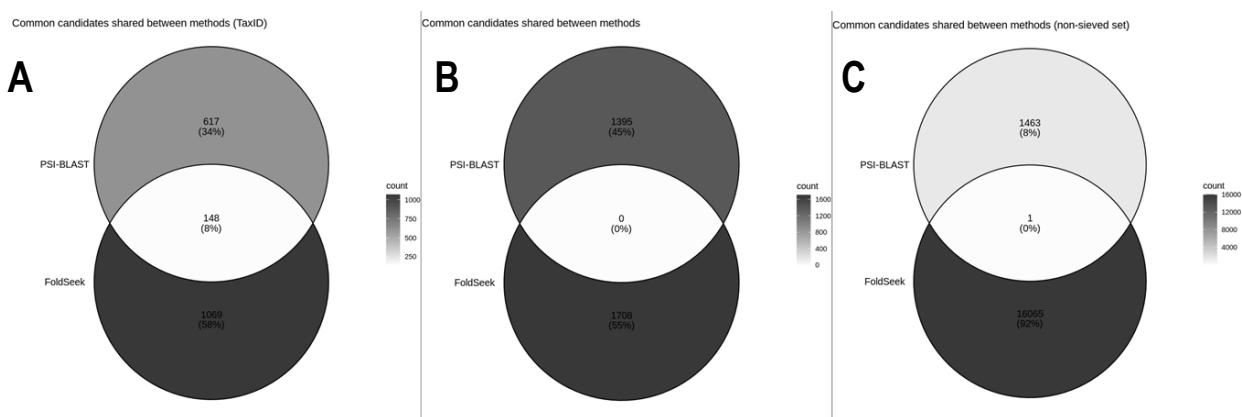 Common candidates shared between methods (TaxID)
A
617
(34%)
PSI-BLAST
148
(8%)
FoldSeek
1069
(58%)
count
1000
750
500
250
Common candidates shared between methods
B
1395
(45%)
PSI-BLAST
0
(0%)
FoldSeek
1708
(55%)
count
1600
1200
800
400
0
Common candidates shared between methods (non-sieved set)
C
1463
(8%)
PSI-BLAST
1
(0%)
FoldSeek
16065
(92%)
count
16000
12000
8000
4000